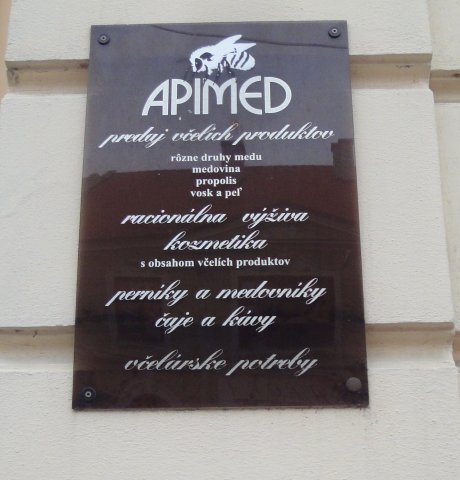 APIMED
predaj včelích produktov
rôzne druhy medu
medovina
propolis
vosk a peľ
racionálna výživa
kozmetika
s obsahom včelích produktov
perníky a medovníky
čaje a kávy
včelárske potreby